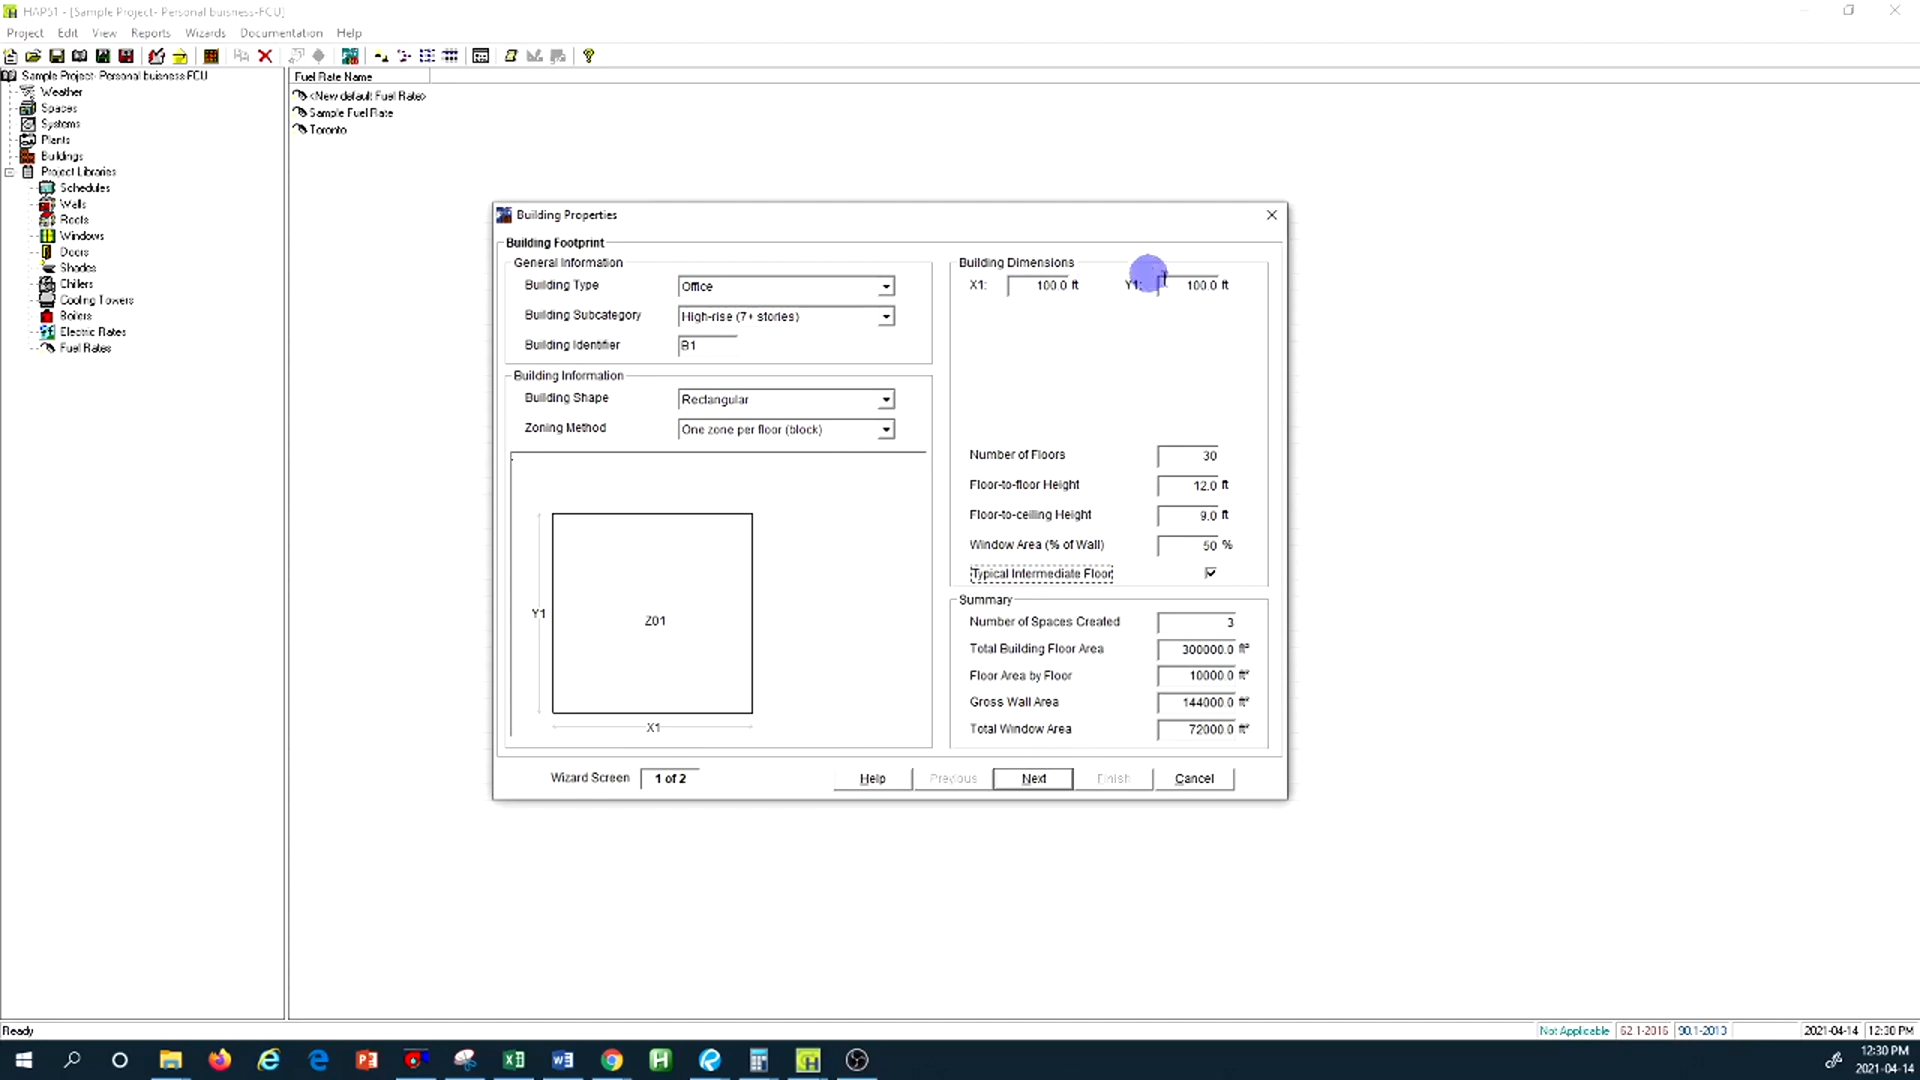 HAP51 - [Sample Project- Personal buisness-FCU]
Project Edit View Reports Wizards Documentation Help
Sample Project- Personal buisness FCU
Weather
Spaces
Systems
Plants
Buildings
Project Libraries
Schedules
Walls
Roofs
Windows
Doors
Shades
Chillers
Cooling Towers
Boilers
Electric Rates
Fuel Rates
Fuel Rate Name
<New default Fuel Rate>
Sample Fuel Rate
Toronto
Building Properties
Building Footprint
General Information
Building Type Office
Building Subcategory High-rise (7+ stories)
Building Identifier B1
Building Information
Building Shape Rectangular
Zoning Method One zone per floor (block)
Y1
Z01
X1
Building Dimensions
X1: 100.0 ft Y1: 100.0 ft
Number of Floors 30
Floor-to-floor Height 12.0 ft
Floor-to-ceiling Height 9.0 ft
Window Area (% of Wall) 50 %
Typical Intermediate Floor
Summary
Number of Spaces Created 3
Total Building Floor Area 300000.0 ft²
Floor Area by Floor 10000.0 ft²
Gross Wall Area 144000.0 ft²
Total Window Area 72000.0 ft²
Wizard Screen 1 of 2 Help Previous Next Finish Cancel
Ready
Not Applicable 62.1-2016 90.1-2013 2021-04-14 12:30 PM
12:30 PM
2021-04-14